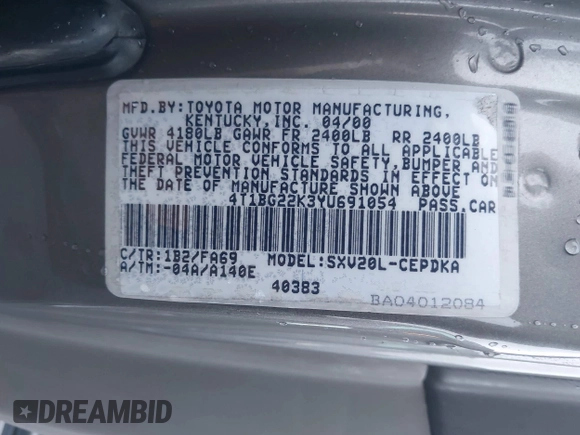 MFD.BY:TOYOTA MOTOR MANUFACTURING,
KENTUCKY,INC. 04/00
GVWR 4180LB GAWR FR 2400LB RR 2400LB
THIS VEHICLE CONFORMS TO ALL APPLICABLE
FEDERAL MOTOR VEHICLE SAFETY, BUMPER AND
THEFT PREVENTION STANDARDS IN EFFECT ON
THE DATE OF MANUFACTURE SHOWN ABOVE
4T1BG22K3YU691054 PASS.CAR
C/TR:1B2/FA69 MODEL:SXV20L-CEPDKA
A/TM:-04A/A140E
40383
BA04012084
DREAMBID